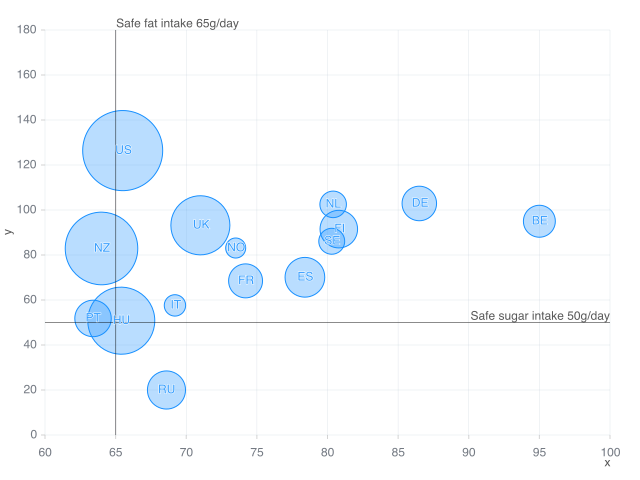 Safe fat intake 65g/day
180
160
140
120
100
80
60
40
20
0
y
US
NZ
UK
NO
NL
FI
SE
DE
BE
FR
ES
IT
PT
HU
RU
Safe sugar intake 50g/day
60 65 70 75 80 85 90 95 100
x